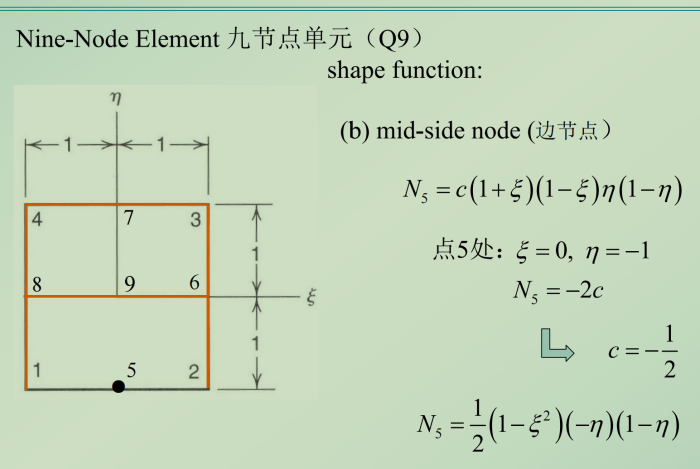 Nine-Node Element 九节点单元（Q9）
shape function:
η
1 1
(b) mid-side node (边节点）
N₅ = c(1+ξ)(1−ξ)η(1−η)
4 7 3
点5处：ξ = 0, η = −1
1
8 9 6
N₅ = −2c
ξ
1
c = −1/2
1 5 2
N₅ = 1/2(1−ξ²)(−η)(1−η)